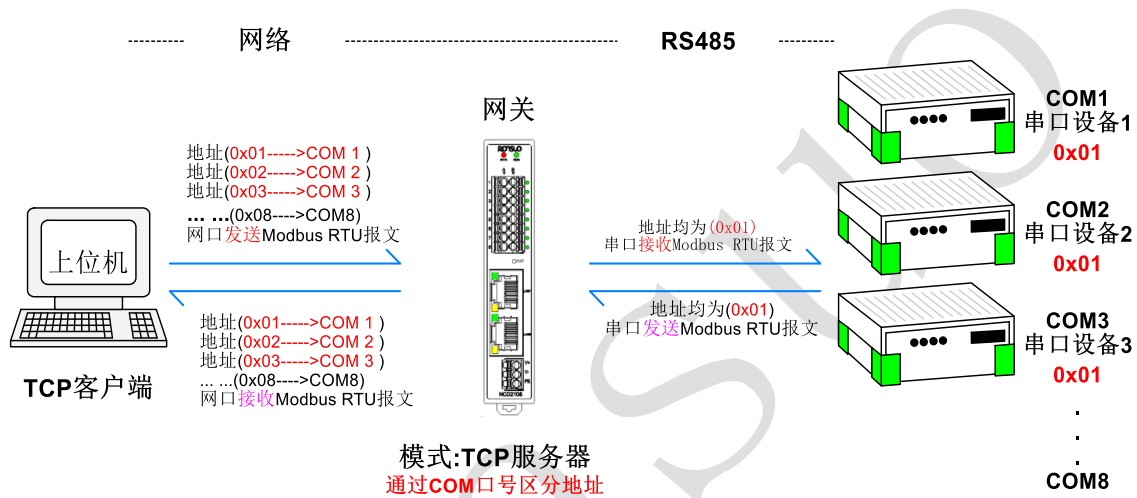 网络
RS485
网关
地址(0x01----->COM 1 )
地址(0x02----->COM 2 )
地址(0x03----->COM 3 )
... ...(0x08---->COM8)
网口发送Modbus RTU报文
上位机
TCP客户端
地址(0x01----->COM 1 )
地址(0x02----->COM 2 )
地址(0x03----->COM 3 )
... ...(0x08---->COM8)
网口接收Modbus RTU报文
NCO2108
V+
V-
PE
模式:TCP服务器
通过COM口号区分地址
地址均为(0x01)
串口接收Modbus RTU报文
地址均为(0x01)
串口发送Modbus RTU报文
COM1
串口设备1
0x01
COM2
串口设备2
0x01
COM3
串口设备3
0x01
COM8